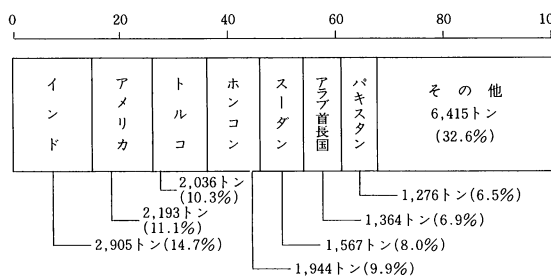 0 20 40 60 80 100
インド
アメリカ
トルコ
ホンコン
スーダン
アラブ首長国
パキスタン
その他
6,415トン
(32.6%)
2,036トン
(10.3%)
2,193トン
(11.1%)
2,905トン(14.7%)
1,276トン(6.5%)
1,364トン(6.9%)
1,567トン(8.0%)
1,944トン(9.9%)